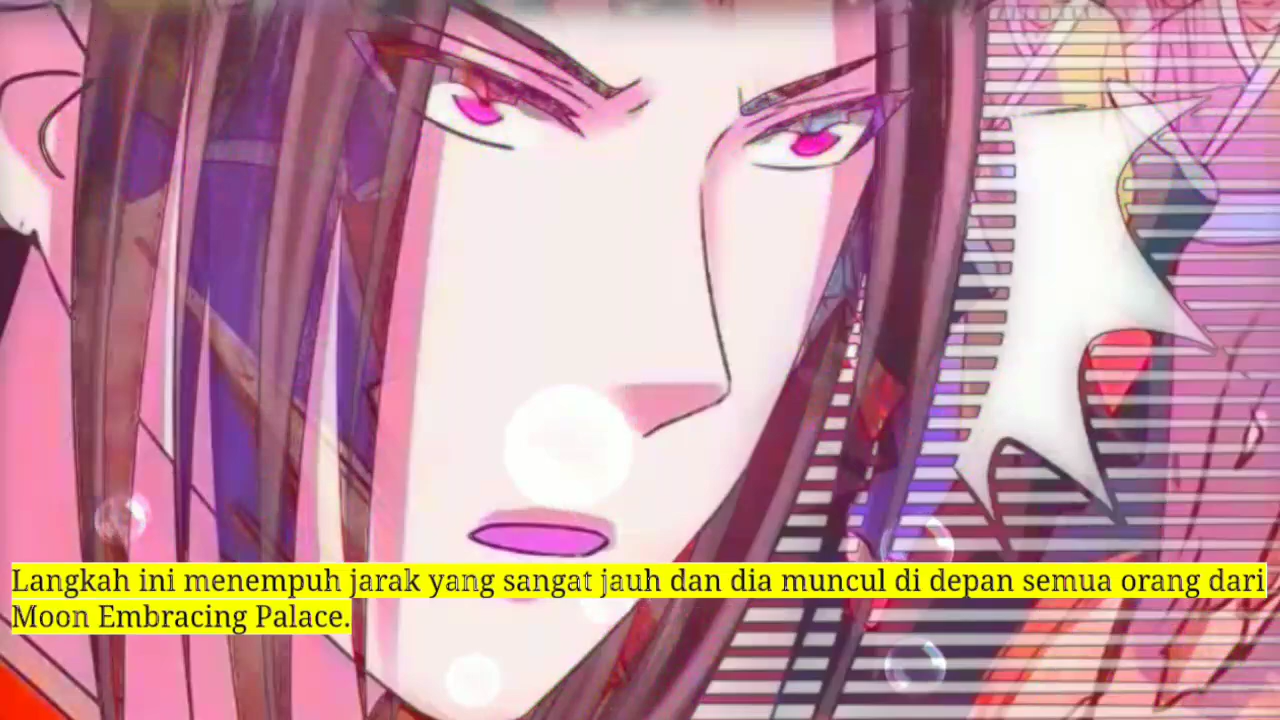 Langkah ini menempuh jarak yang sangat jauh dan dia muncul di depan semua orang dari
Moon Embracing Palace.